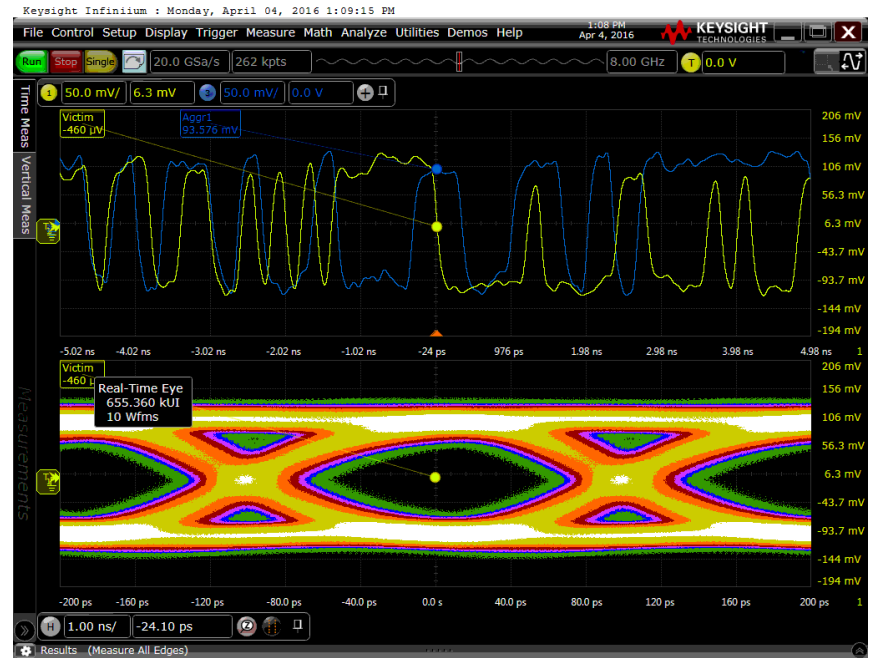 Keysight Infiniium : Monday, April 04, 2016 1:09:15 PM
File Control Setup Display Trigger Measure Math Analyze Utilities Demos Help
1:08 PM
Apr 4, 2016
KEYSIGHT
TECHNOLOGIES
Run Stop Single 20.0 GSa/s 262 kpts 8.00 GHz T 0.0 V
1 50.0 mV/ 6.3 mV 3 50.0 mV/ 0.0 V
Time Meas
Vertical Meas
Measurements
Victim
-460 µV
Aggr1
93.576 mV
206 mV
156 mV
106 mV
56.3 mV
6.3 mV
-43.7 mV
-93.7 mV
-144 mV
-194 mV
-5.02 ns -4.02 ns -3.02 ns -2.02 ns -1.02 ns -24 ps 976 ps 1.98 ns 2.98 ns 3.98 ns 4.98 ns 1
Victim
-460 µ
Real-Time Eye
655.360 kUI
10 Wfms
206 mV
156 mV
106 mV
56.3 mV
6.3 mV
-43.7 mV
-93.7 mV
-144 mV
-194 mV
-200 ps -160 ps -120 ps -80.0 ps -40.0 ps 0.0 s 40.0 ps 80.0 ps 120 ps 160 ps 200 ps 1
H 1.00 ns/ -24.10 ps
Results (Measure All Edges)